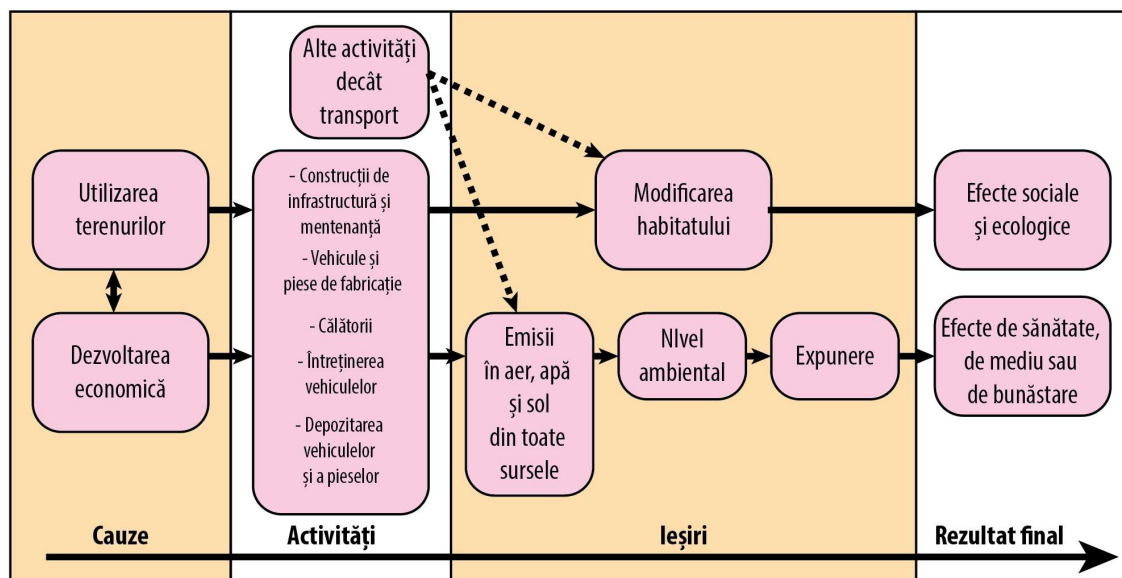 Alte activități
decât
transport
Utilizarea
terenurilor
- Construcții de
infrastructură și
mentenanță
- Vehicule și
piese de fabricație
- Călătorii
- Întreținerea
vehiculelor
- Depozitarea
vehiculelor
și a pieselor
Modificarea
habitatului
Efecte sociale
și ecologice
Dezvoltarea
economică
Emisii
în aer, apă
și sol
din toate
sursele
NIvel
ambiental
Expunere
Efecte de sănătate,
de mediu sau
de bunăstare
Cauze
Activități
Ieșiri
Rezultat final